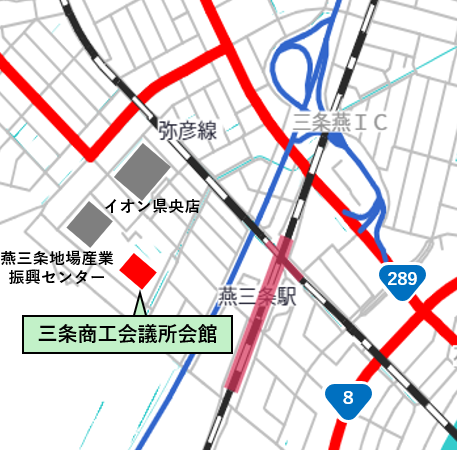 弥彦線
三条燕ＩＣ
イオン県央店
燕三条地場産業
振興センター
燕三条駅
289
三条商工会議所会館
8